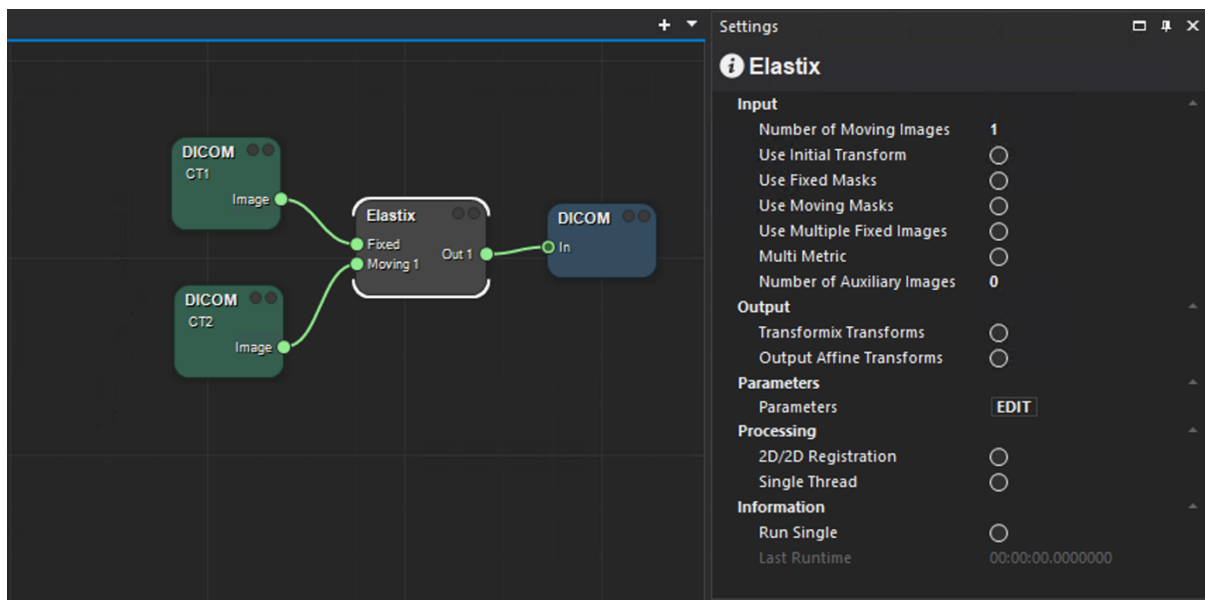 DICOM
CT1
Image
DICOM
CT2
Image
Elastix
Fixed
Moving 1
Out 1
DICOM
In
Settings
Elastix
Input
Number of Moving Images 1
Use Initial Transform
Use Fixed Masks
Use Moving Masks
Use Multiple Fixed Images
Multi Metric
Number of Auxiliary Images 0
Output
Transformix Transforms
Output Affine Transforms
Parameters
Parameters EDIT
Processing
2D/2D Registration
Single Thread
Information
Run Single
Last Runtime 00:00:00.0000000